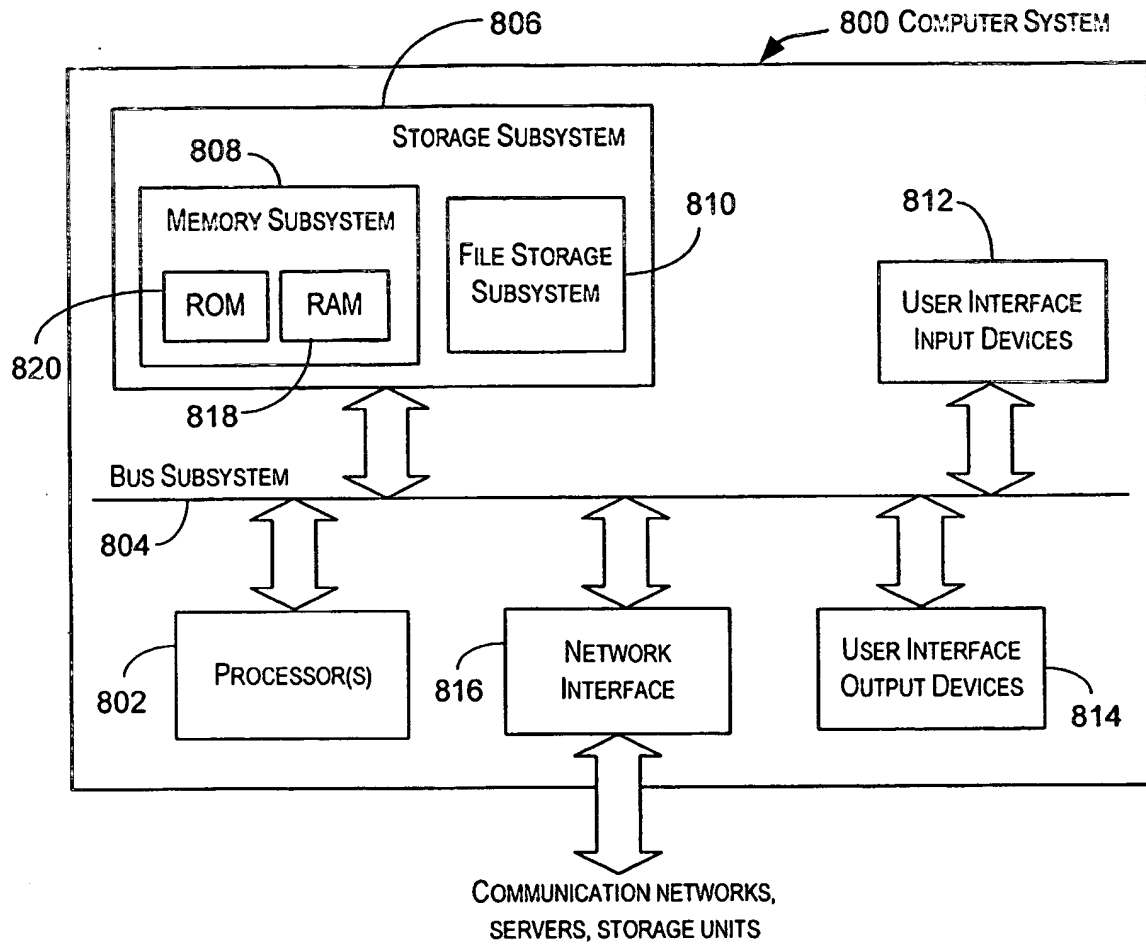 806
800 COMPUTER SYSTEM
STORAGE SUBSYSTEM
808
MEMORY SUBSYSTEM
810
812
FILE STORAGE
SUBSYSTEM
USER INTERFACE
INPUT DEVICES
ROM
RAM
820
818
BUS SUBSYSTEM
804
802
PROCESSOR(S)
816
NETWORK
INTERFACE
USER INTERFACE
OUTPUT DEVICES
814
COMMUNICATION NETWORKS,
SERVERS, STORAGE UNITS